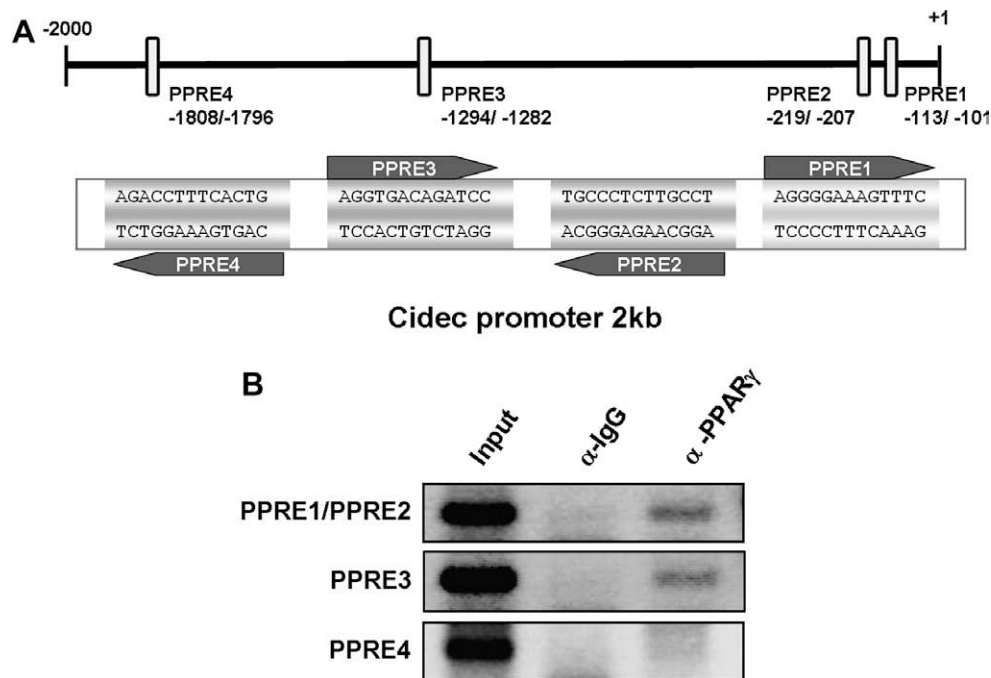 A
-2000 +1
PPRE4 PPRE3 PPRE2 PPRE1
-1808/-1796 -1294/ -1282 -219/ -207 -113/ -101
PPRE3 PPRE1
AGACCTTTCACTG AGGTGACAGATCC TGCCCTCTTGCCT AGGGGAAAGTTTC
TCTGGAAAGTGAC TCCACTGTCTAGG ACGGGAGAACGGA TCCCCTTTCAAAG
PPRE4 PPRE2
Cidec promoter 2kb
B
Input α-IgG α -PPARγ
PPRE1/PPRE2
PPRE3
PPRE4